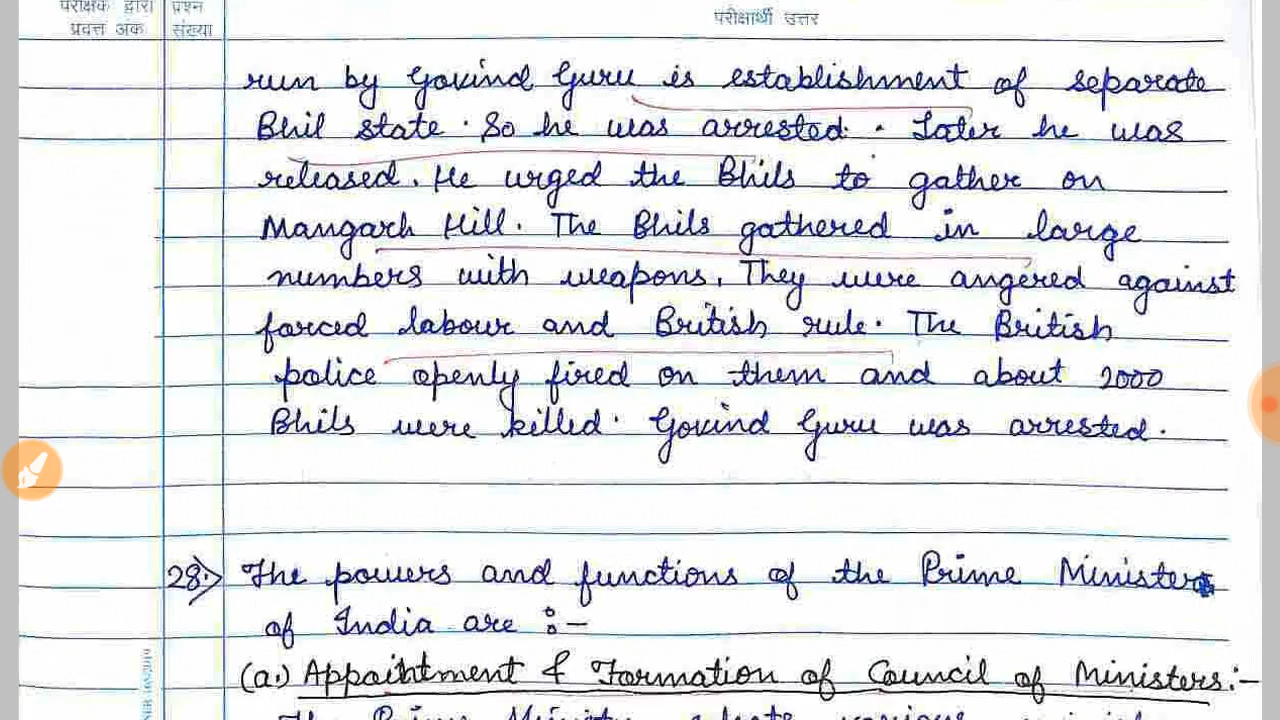 परीक्षक द्वारा प्रश्न
प्रदत्त अंक संख्या परीक्षार्थी उत्तर
run by Govind Guru is establishment of separate
Bhil state. So he was arrested. Later he was
released. He urged the Bhils to gather on
Mangarh Hill. The Bhils gathered in large
numbers with weapons. They were angered against
forced labour and British rule. The British
police openly fired on them and about 2000
Bhils were killed. Govind Guru was arrested.
28.> The powers and functions of the Prime Minister
of India are :-
(a.) Appointment & Formation of Council of Ministers:-
The Prime various